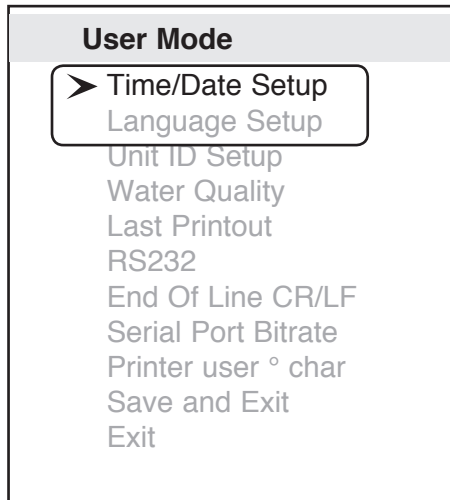 User Mode
Time/Date Setup
Language Setup
Unit ID Setup
Water Quality
Last Printout
RS232
End Of Line CR/LF
Serial Port Bitrate
Printer user ° char
Save and Exit
Exit